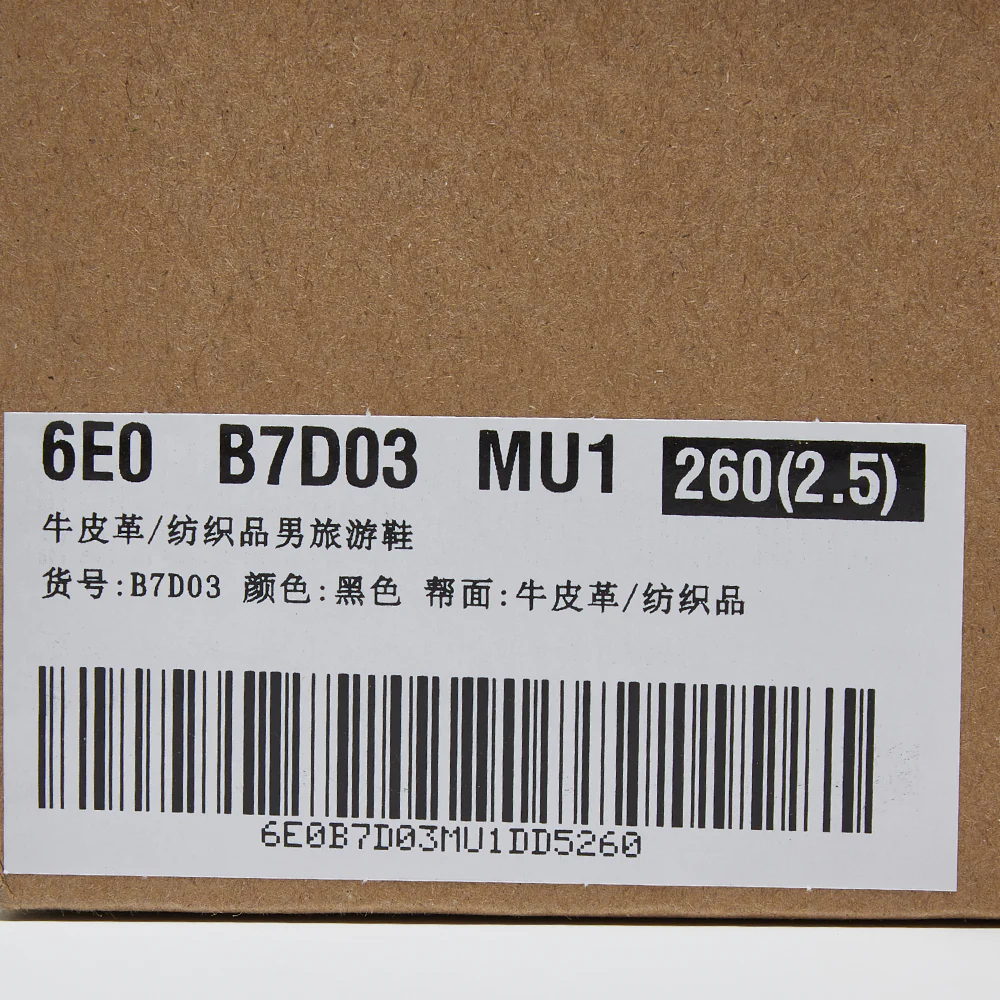 6E0 B7D03 MU1 260(2.5)
牛皮革/纺织品男旅游鞋
货号:B7D03 颜色:黑色 帮面:牛皮革/纺织品
6E0B7D03MU1DD5260